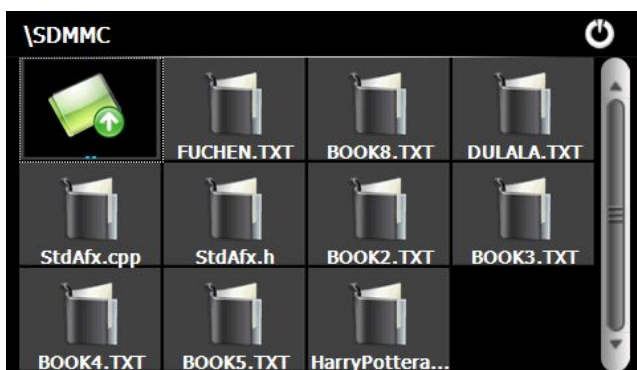 \SDMMC
..
FUCHEN.TXT
BOOK8.TXT
DULALA.TXT
StdAfx.cpp
StdAfx.h
BOOK2.TXT
BOOK3.TXT
BOOK4.TXT
BOOK5.TXT
HarryPottera...